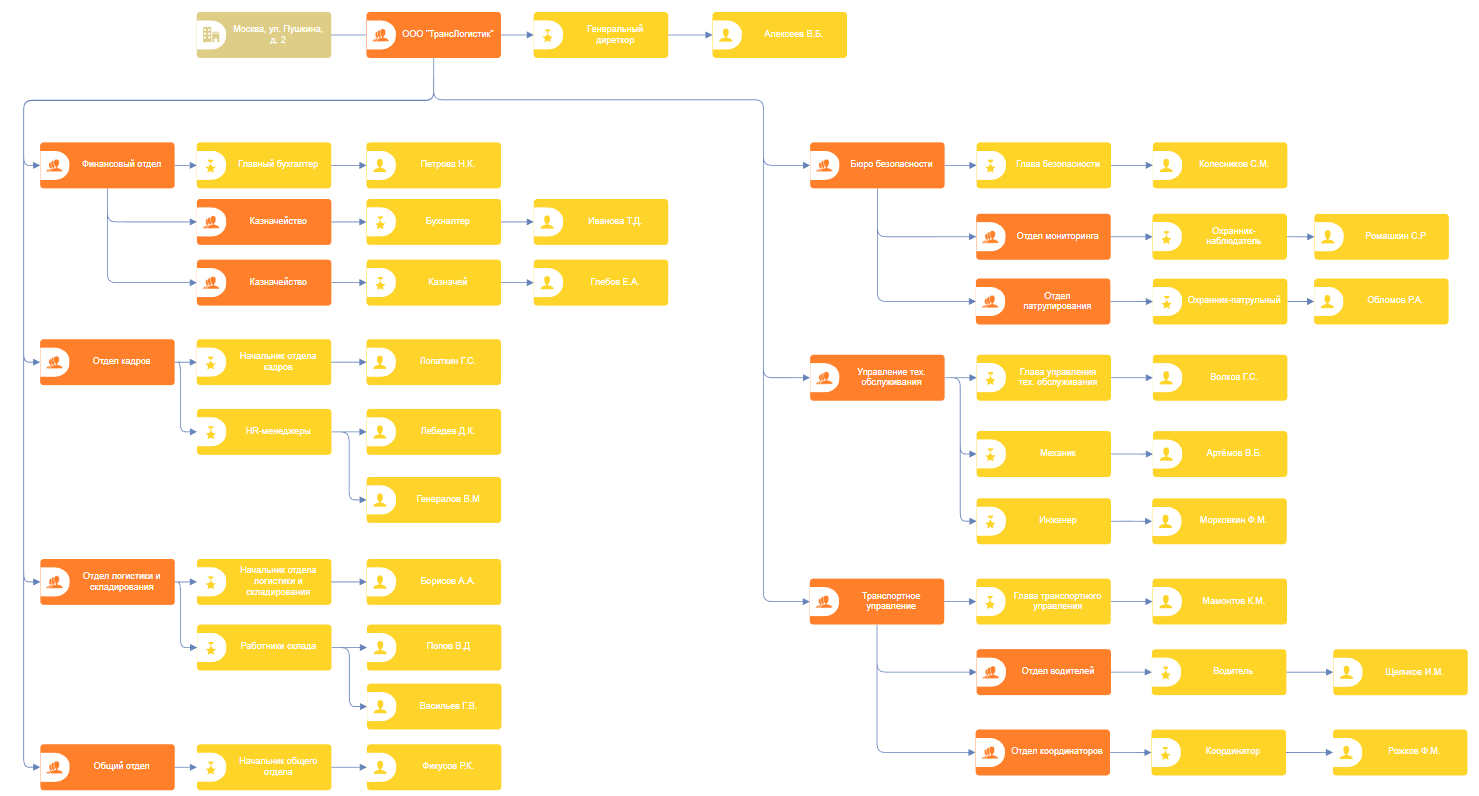 Москва, ул. Пушкина,
д. 2
ООО "ТрансЛогистик"
Генеральный
диреткор
Алексеев В.Б.
Финансовый отдел
Главный бухгалтер
Петрова Н.К.
Казначейство
Бухналтер
Иванова Т.Д.
Казначейство
Казначей
Глебов Е.А.
Отдел кадров
Начальник отдела
кадров
Лопаткин Г.С.
HR-менеджеры
Лебедев Д.К.
Генералов В.М
Отдел логистики и
складирования
Начальник отдела
логистики и
складирования
Борисов А.А.
Работники склада
Попов В.Д
Васильев Г.В.
Общий отдел
Начальник общего
отдела
Фикусов Р.К.
Бюро безопасности
Глава безопасности
Колесников С.М.
Отдел мониторинга
Охранник-
наблюдатель
Ромашкин С.Р
Отдел
патрулирования
Охранник-патрульный
Обломов Р.А.
Управление тех.
обслуживания
Глава управления
тех. обслуживания
Волков Г.С.
Механик
Артёмов В.Б.
Инженер
Морковкин Ф.М.
Транспортное
управление
Глава транспортного
управления
Мамонтов К.М.
Отдел водителей
Водитель
Щелчков И.М.
Отдел координаторов
Координатор
Рожков Ф.М.